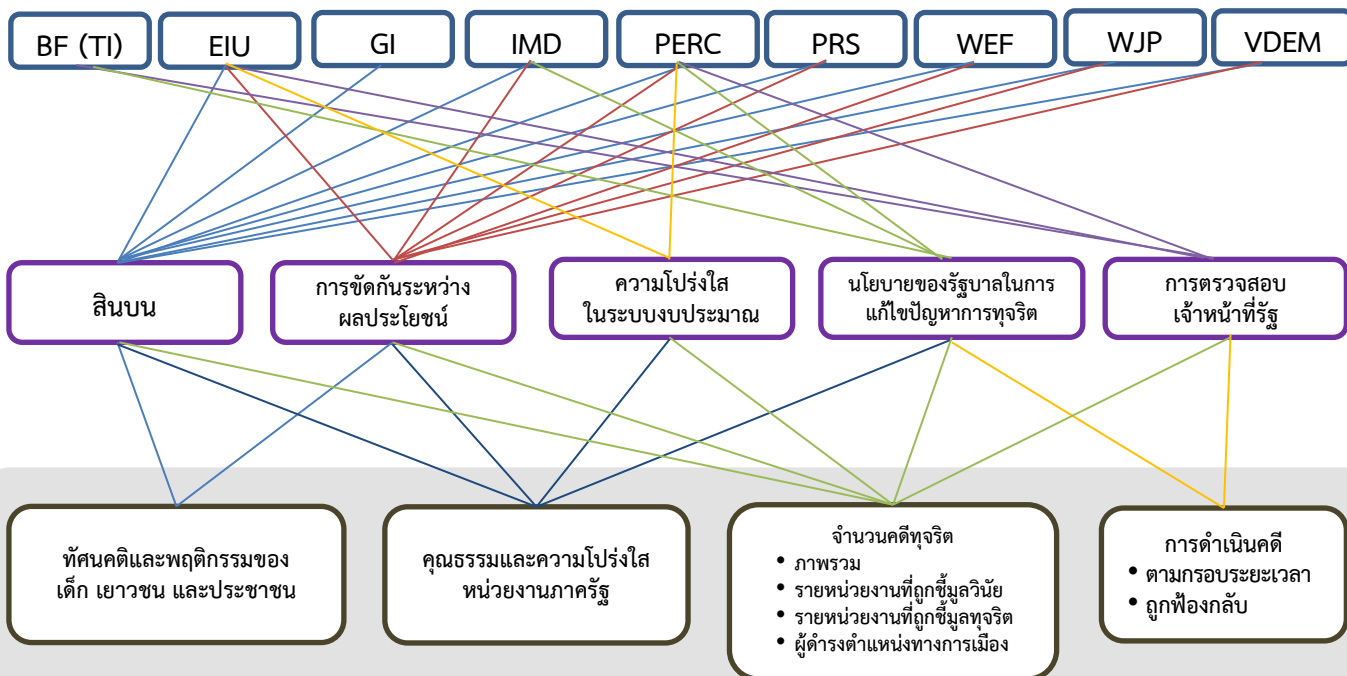 BF (TI)
EIU
GI
IMD
PERC
PRS
WEF
WJP
VDEM
สินบน
การขัดกันระหว่าง
ผลประโยชน์
ความโปร่งใส
ในระบบงบประมาณ
นโยบายของรัฐบาลในการ
แก้ไขปัญหาการทุจริต
การตรวจสอบ
เจ้าหน้าที่รัฐ
ทัศนคติและพฤติกรรมของ
เด็ก เยาวชน และประชาชน
คุณธรรมและความโปร่งใส
หน่วยงานภาครัฐ
จำนวนคดีทุจริต
• ภาพรวม
• รายหน่วยงานที่ถูกชี้มูลวินัย
• รายหน่วยงานที่ถูกชี้มูลทุจริต
• ผู้ดำรงตำแหน่งทางการเมือง
การดำเนินคดี
• ตามกรอบระยะเวลา
• ถูกฟ้องกลับ